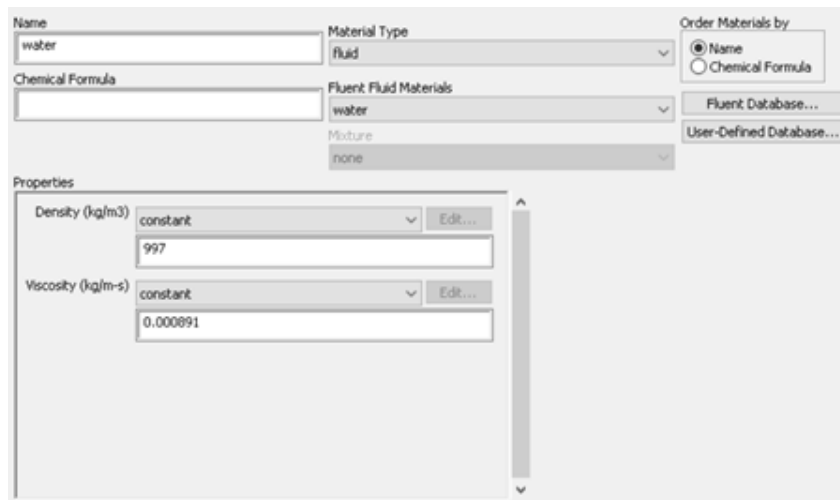 Name
water
Chemical Formula
Material Type
fluid
Fluent Fluid Materials
water
Mixture
none
Order Materials by
Name
Chemical Formula
Fluent Database...
User-Defined Database...
Properties
Density (kg/m3) constant Edit...
997
Viscosity (kg/m-s) constant Edit...
0.000891